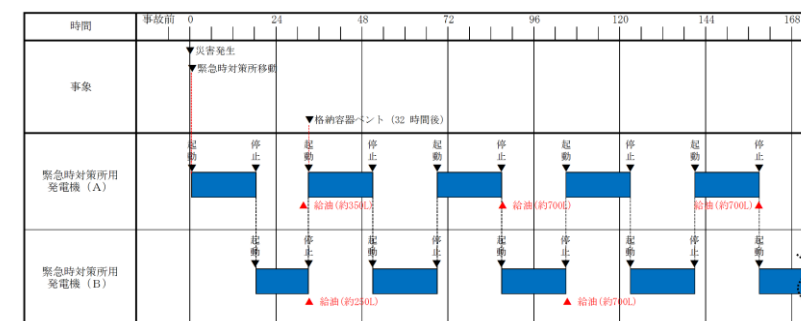 時間 事故前 0 24 48 72 96 120 144 168
事象
▼災害発生
▼緊急時対策所移動
▼格納容器ベント (32 時間後)
緊急時対策所用
発電機(A)
起動 停止 起動 停止 起動 停止 起動 停止 起動 停止
▲ 給油(約350L) ▲ 給油(約700L) 給油(約700L) ▲
緊急時対策所用
発電機(B)
起動 停止 起動 停止 起動 停止 起動 停止 起動
▲ 給油(約250L) ▲ 給油(約700L)